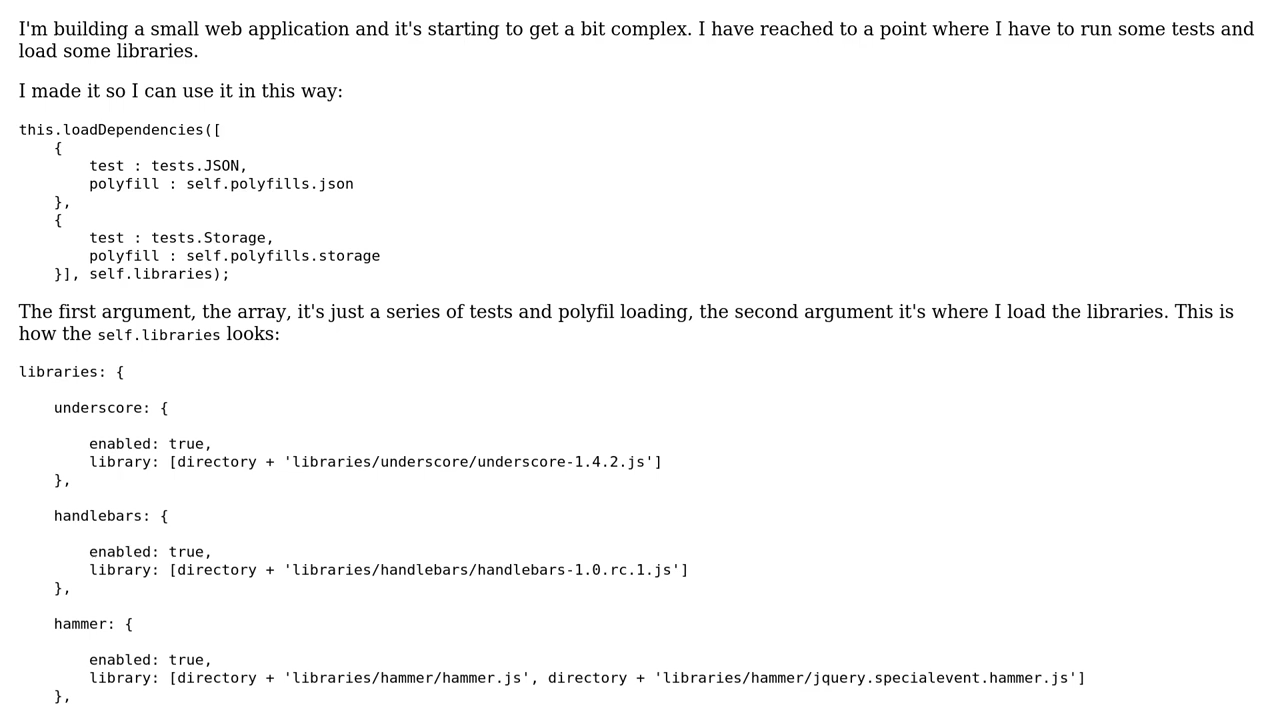 I'm building a small web application and it's starting to get a bit complex. I have reached to a point where I have to run some tests and
load some libraries.
I made it so I can use it in this way:
this.loadDependencies([
    {
        test : tests.JSON,
        polyfill : self.polyfills.json
    },
    {
        test : tests.Storage,
        polyfill : self.polyfills.storage
    }], self.libraries);
The first argument, the array, it's just a series of tests and polyfil loading, the second argument it's where I load the libraries. This is
how the self.libraries looks:
libraries: {
    underscore: {
        enabled: true,
        library: [directory + 'libraries/underscore/underscore-1.4.2.js']
    },
    handlebars: {
        enabled: true,
        library: [directory + 'libraries/handlebars/handlebars-1.0.rc.1.js']
    },
    hammer: {
        enabled: true,
        library: [directory + 'libraries/hammer/hammer.js', directory + 'libraries/hammer/jquery.specialevent.hammer.js']
    },